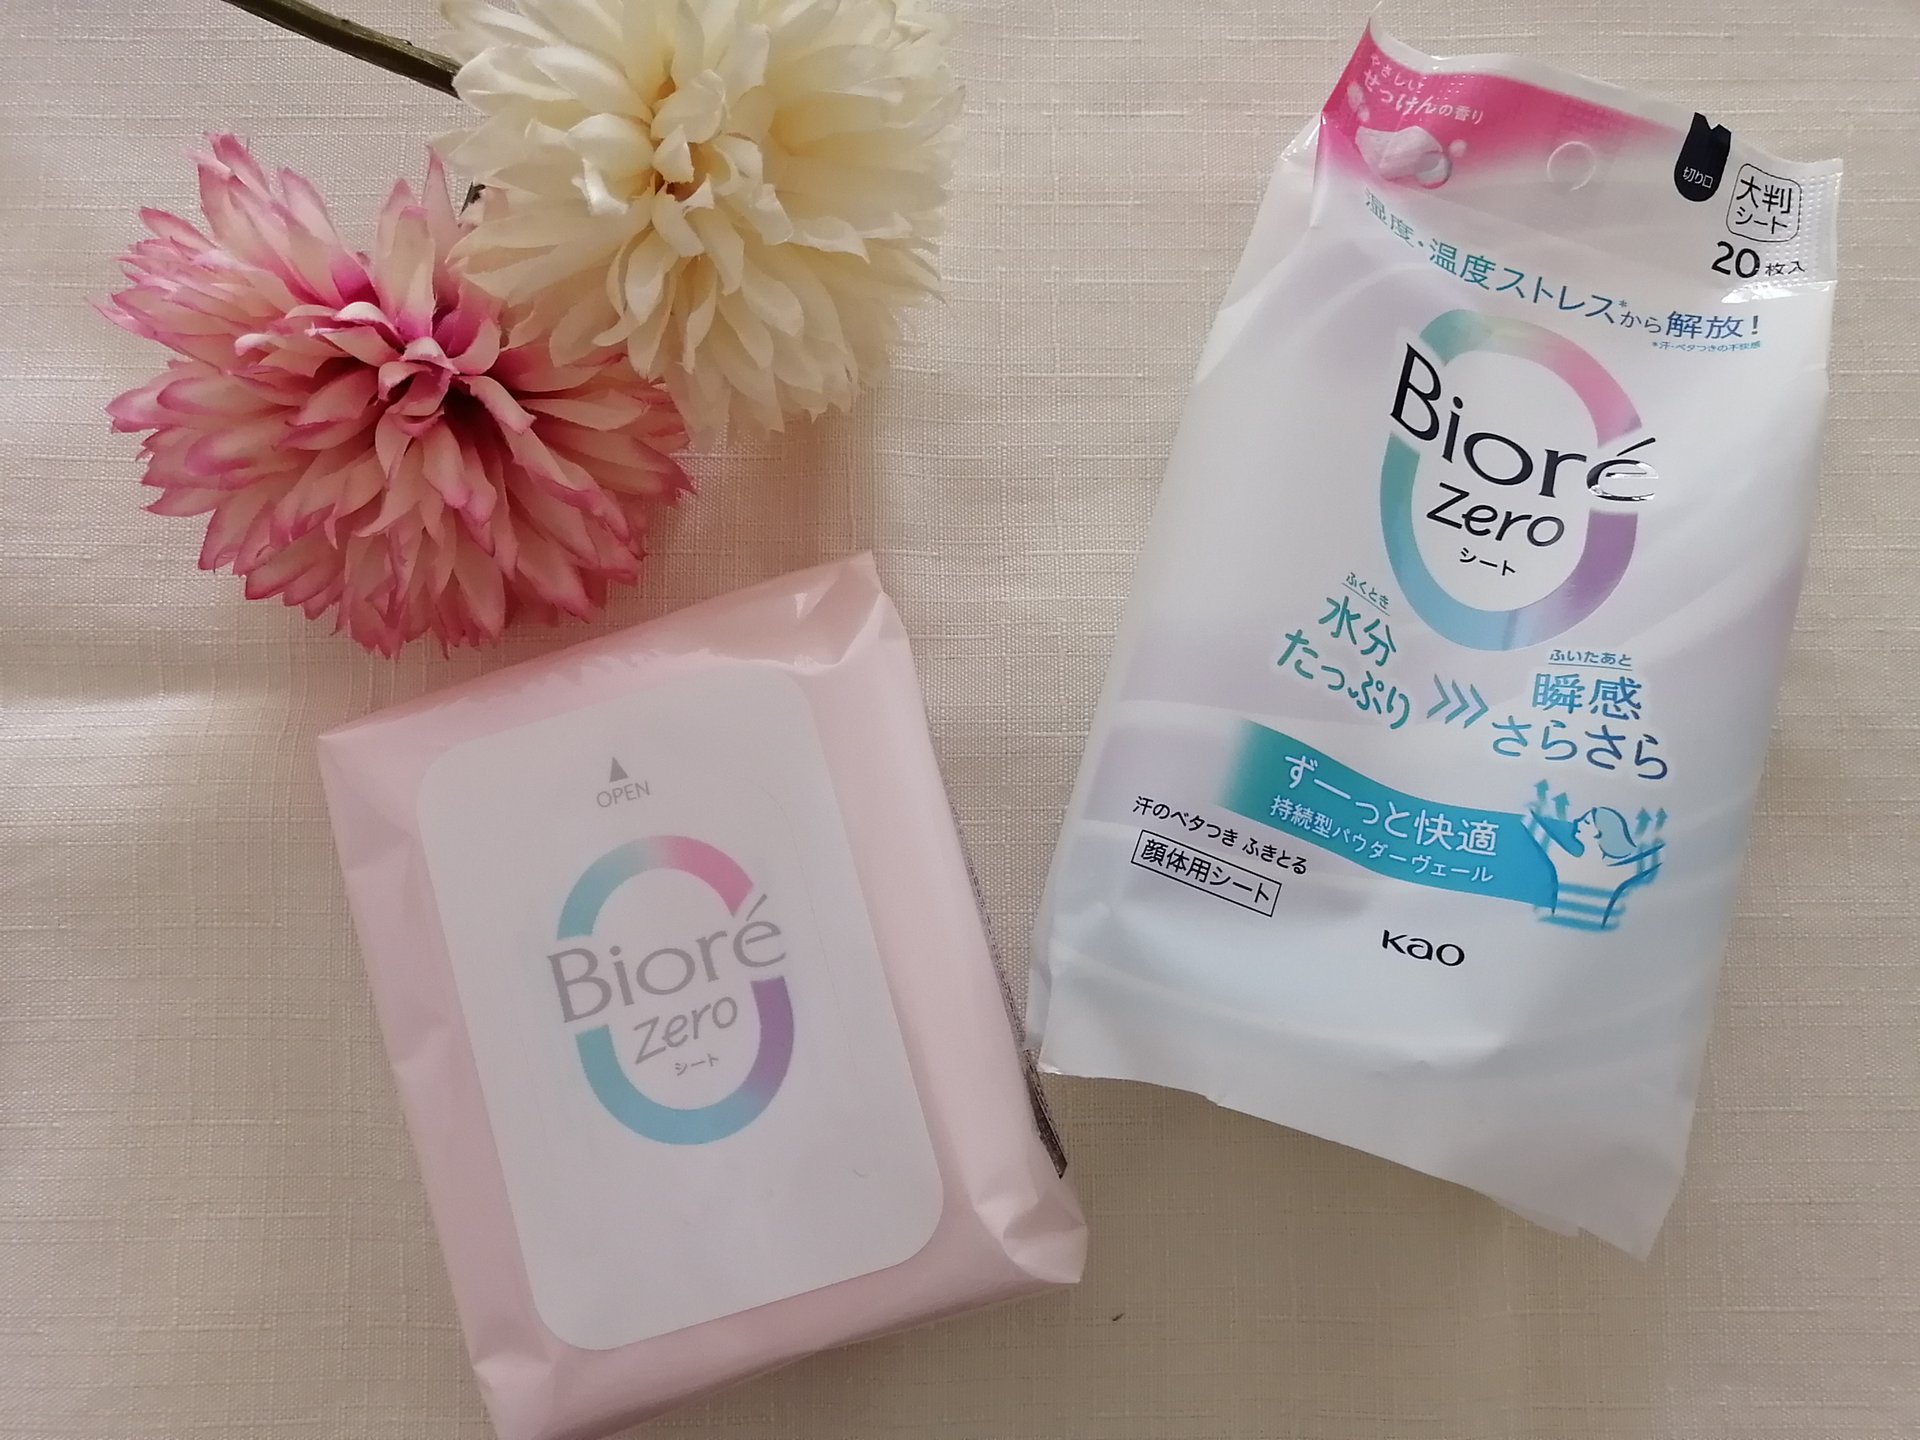 OPEN
Bioré
zero
シート
やさしい
せっけんの香り
切り口
大判
シート
20枚入
湿度・温度ストレス*から解放!
*汗・ベタつきの不快感
Bioré
zero
シート
ふくとき
水分
たっぷり
ふいたあと
瞬感
さらさら
ずーっと快適
持続型パウダーヴェール
汗のベタつき ふきとる
顔体用シート
Kao